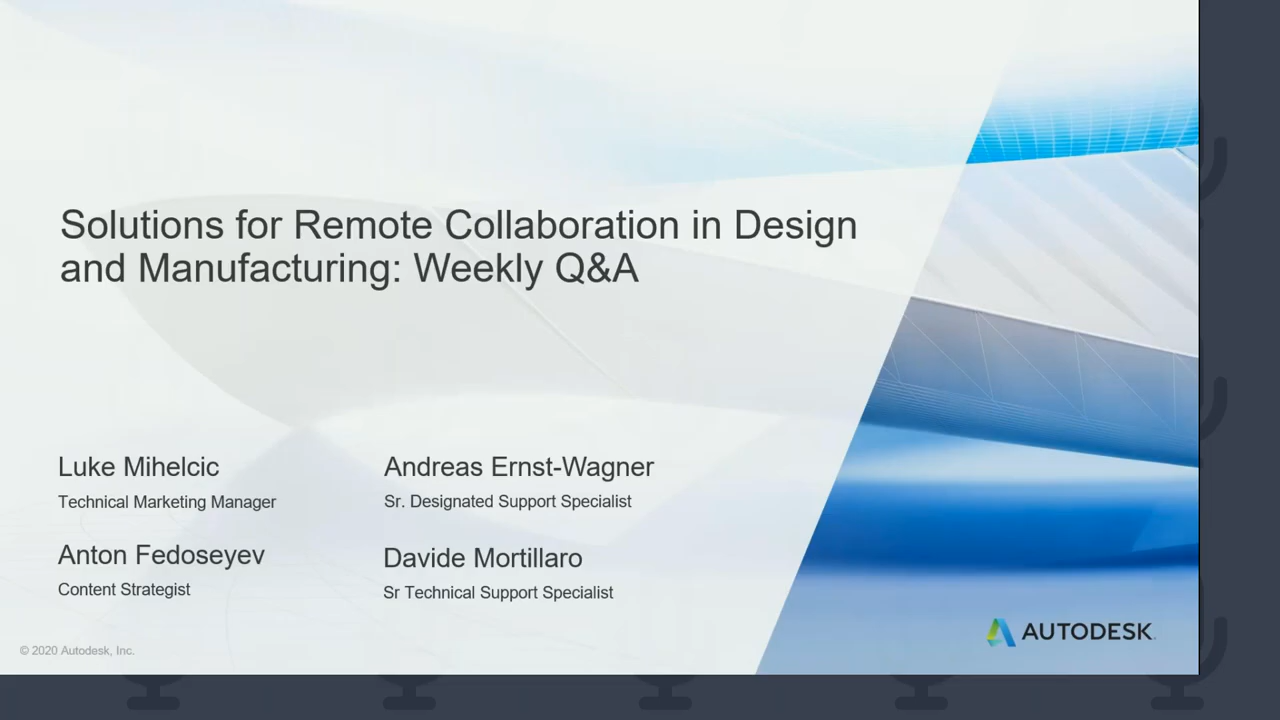 Solutions for Remote Collaboration in Design
and Manufacturing: Weekly Q&A
Luke Mihelcic
Technical Marketing Manager
Andreas Ernst-Wagner
Sr. Designated Support Specialist
Anton Fedoseyev
Content Strategist
Davide Mortillaro
Sr Technical Support Specialist
© 2020 Autodesk, Inc.
AUTODESK